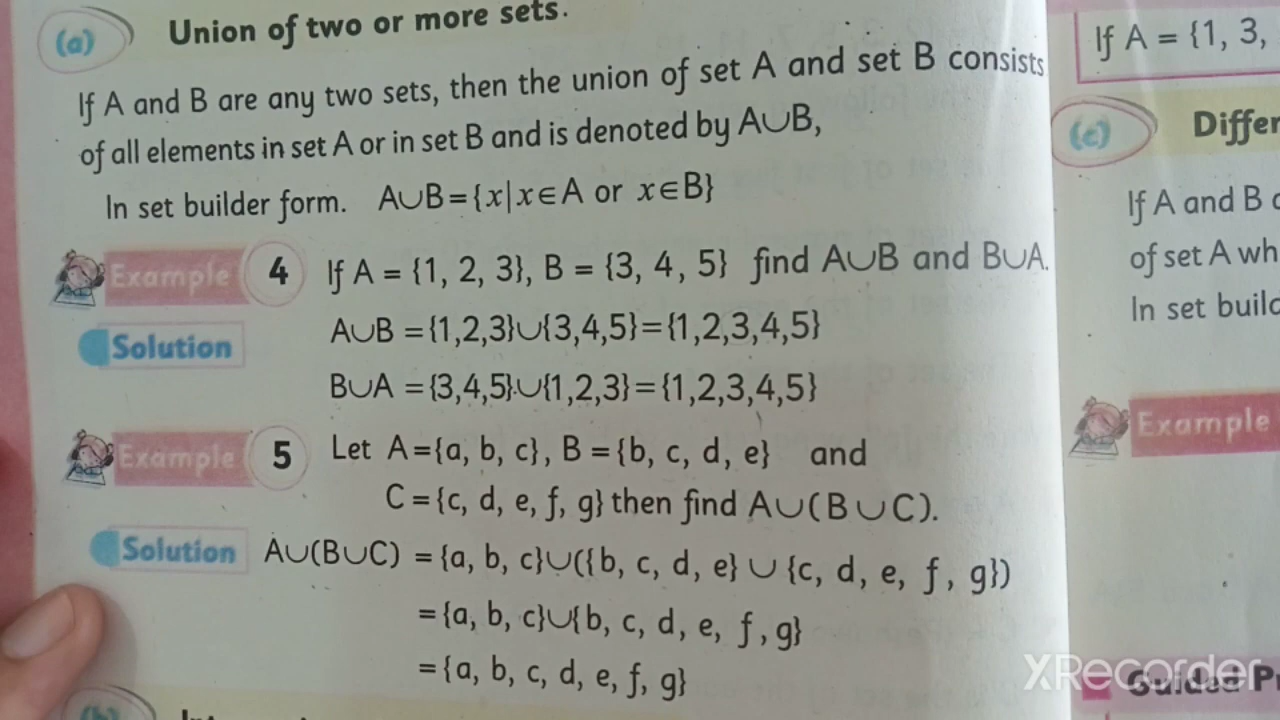 (a) Union of two or more sets.
If A and B are any two sets, then the union of set A and set B consists
of all elements in set A or in set B and is denoted by A∪B,
In set builder form. A∪B={x|x∈A or x∈B}
Example 4 If A = {1, 2, 3}, B = {3, 4, 5} find A∪B and B∪A.
Solution A∪B ={1,2,3}∪{3,4,5}={1,2,3,4,5}
B∪A ={3,4,5}∪{1,2,3}={1,2,3,4,5}
Example 5 Let A={a, b, c}, B ={b, c, d, e} and
C ={c, d, e, f, g} then find A∪(B∪C).
Solution A∪(B∪C) ={a, b, c}∪({b, c, d, e} ∪ {c, d, e, f, g})
={a, b, c}∪{b, c, d, e, f, g}
={a, b, c, d, e, f, g}
(b)
If A = {1, 3,
(c)
If A and B
of set A wh
In set build
Example
Guided
XRecorder